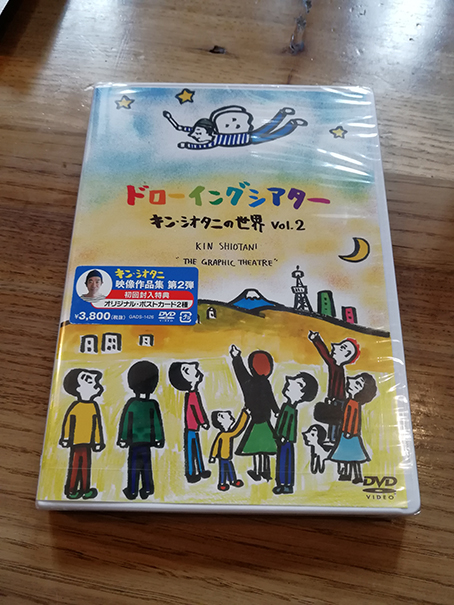 ドローイングシアター
キン・シオタニの世界 Vol.2
KIN SHIOTANI
"THE GRAPHIC THEATRE"
キン・シオタニ
映像作品集 第2弾
初回封入特典
オリジナル・ポストカード2種
¥3,800(税抜) DVD
DVD
VIDEO